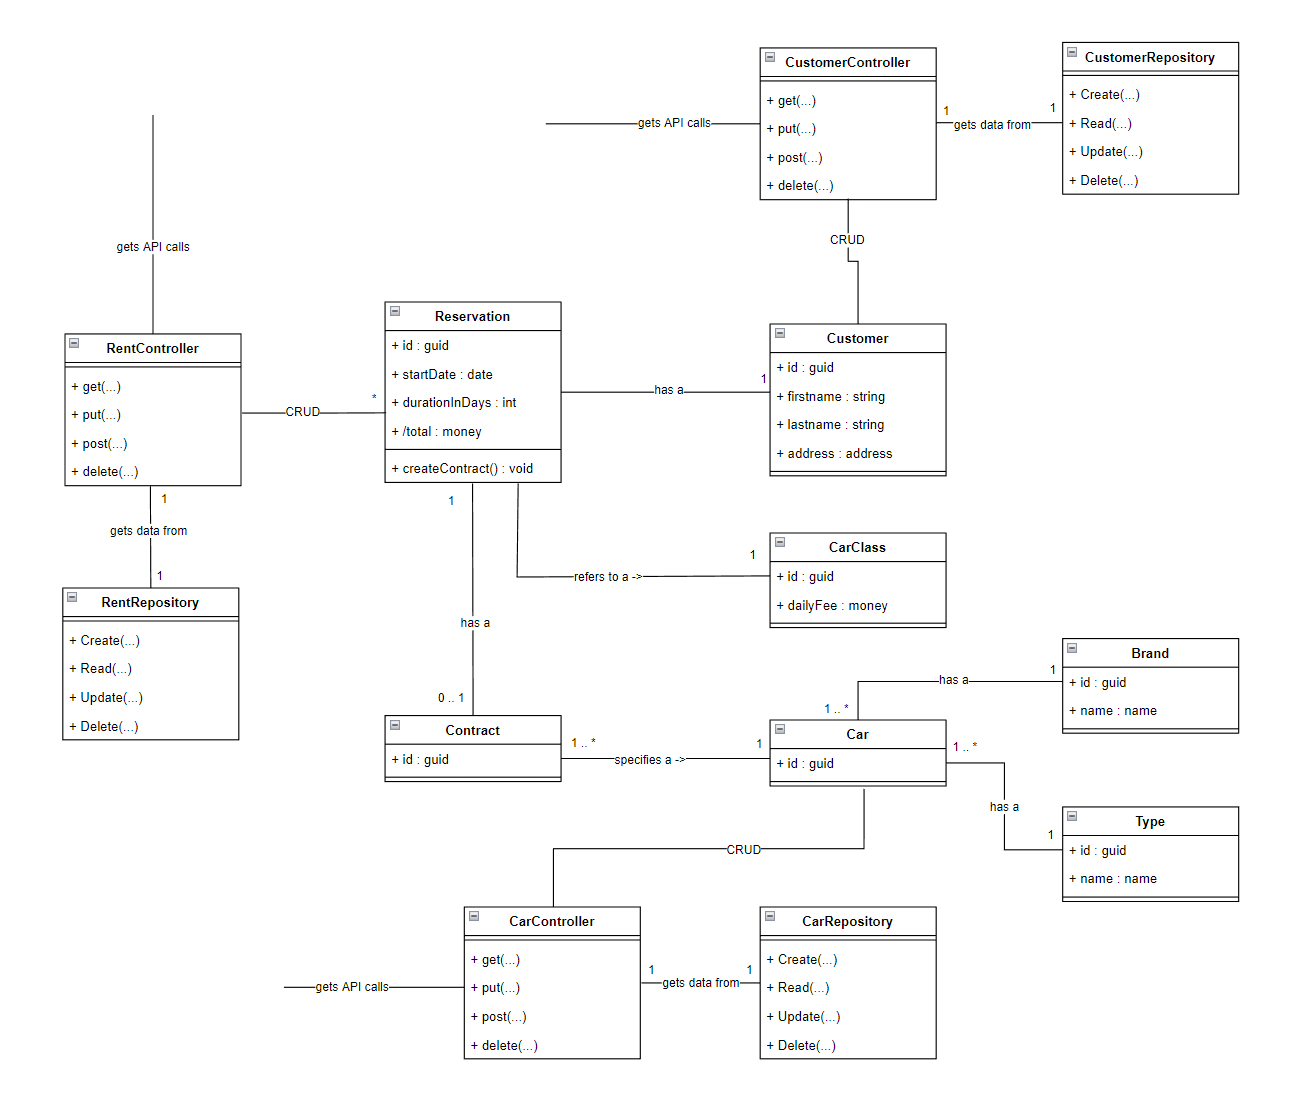 CustomerController
+ get(...)
+ put(...)
+ post(...)
+ delete(...)
gets API calls
1
gets data from
1
CustomerRepository
+ Create(...)
+ Read(...)
+ Update(...)
+ Delete(...)
CRUD
gets API calls
RentController
+ get(...)
+ put(...)
+ post(...)
+ delete(...)
CRUD
*
Reservation
+ id : guid
+ startDate : date
+ durationInDays : int
+ /total : money
+ createContract() : void
has a
1
Customer
+ id : guid
+ firstname : string
+ lastname : string
+ address : address
1
gets data from
1
RentRepository
+ Create(...)
+ Read(...)
+ Update(...)
+ Delete(...)
1
has a
0 .. 1
refers to a ->
1
CarClass
+ id : guid
+ dailyFee : money
Contract
+ id : guid
1 .. *
specifies a ->
1
Car
+ id : guid
1 .. *
has a
1
Brand
+ id : guid
+ name : name
1 .. *
has a
1
Type
+ id : guid
+ name : name
CRUD
gets API calls
CarController
+ get(...)
+ put(...)
+ post(...)
+ delete(...)
1
gets data from
1
CarRepository
+ Create(...)
+ Read(...)
+ Update(...)
+ Delete(...)